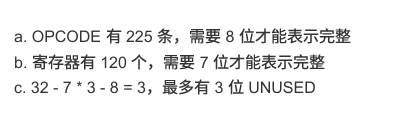 a. OPCODE 有 225 条，需要 8 位才能表示完整
b. 寄存器有 120 个，需要 7 位才能表示完整
c. 32 - 7 * 3 - 8 = 3，最多有 3 位 UNUSED